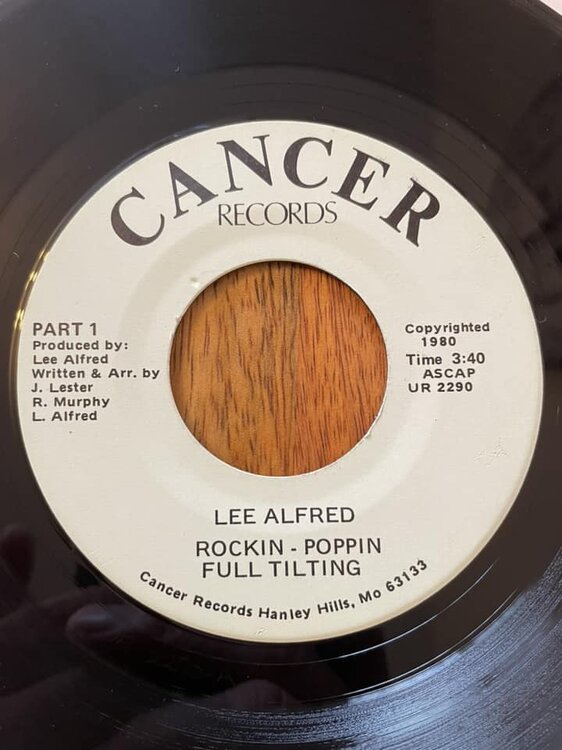 CANCER
RECORDS
PART 1
Produced by:
Lee Alfred
Written & Arr. by
J. Lester
R. Murphy
L. Alfred
Copyrighted
1980
Time 3:40
ASCAP
UR 2290
LEE ALFRED
ROCKIN - POPPIN
FULL TILTING
Cancer Records Hanley Hills, Mo 63133